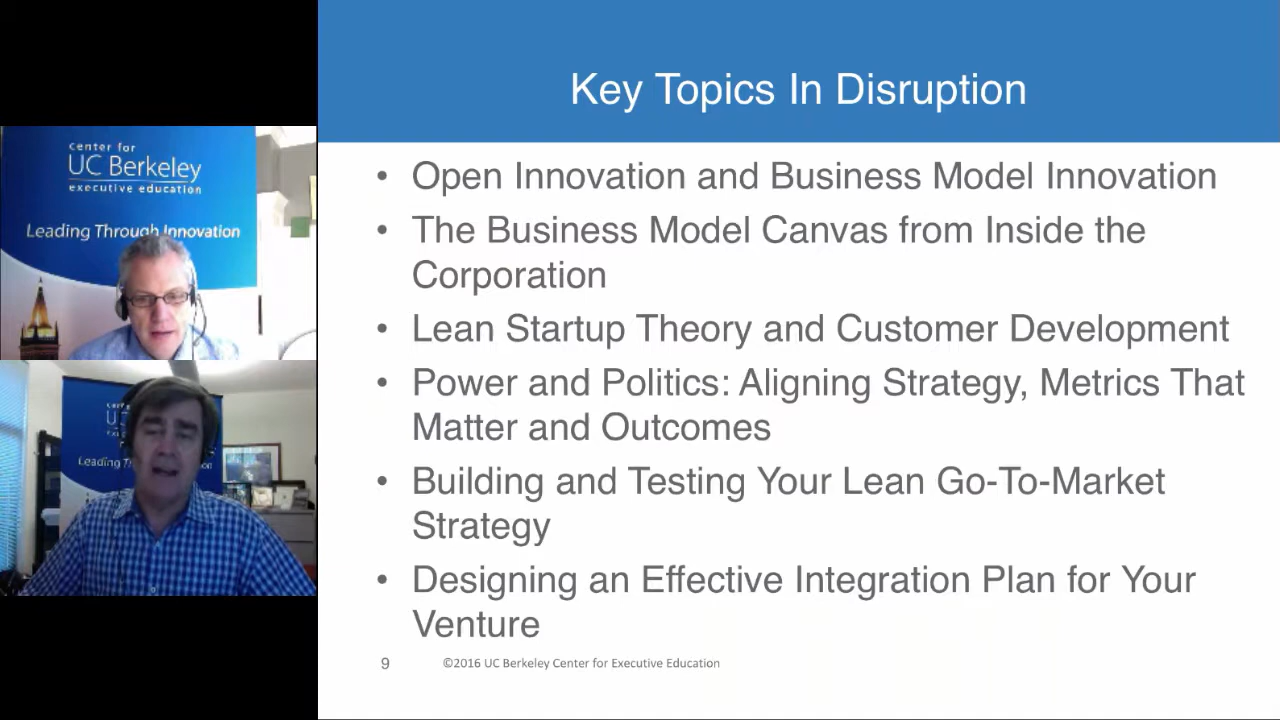 center for
UC Berkeley
executive education
Leading Through Innovation
Key Topics In Disruption
• Open Innovation and Business Model Innovation
• The Business Model Canvas from Inside the
Corporation
• Lean Startup Theory and Customer Development
• Power and Politics: Aligning Strategy, Metrics That
Matter and Outcomes
• Building and Testing Your Lean Go-To-Market
Strategy
• Designing an Effective Integration Plan for Your
Venture
9
©2016 UC Berkeley Center for Executive Education